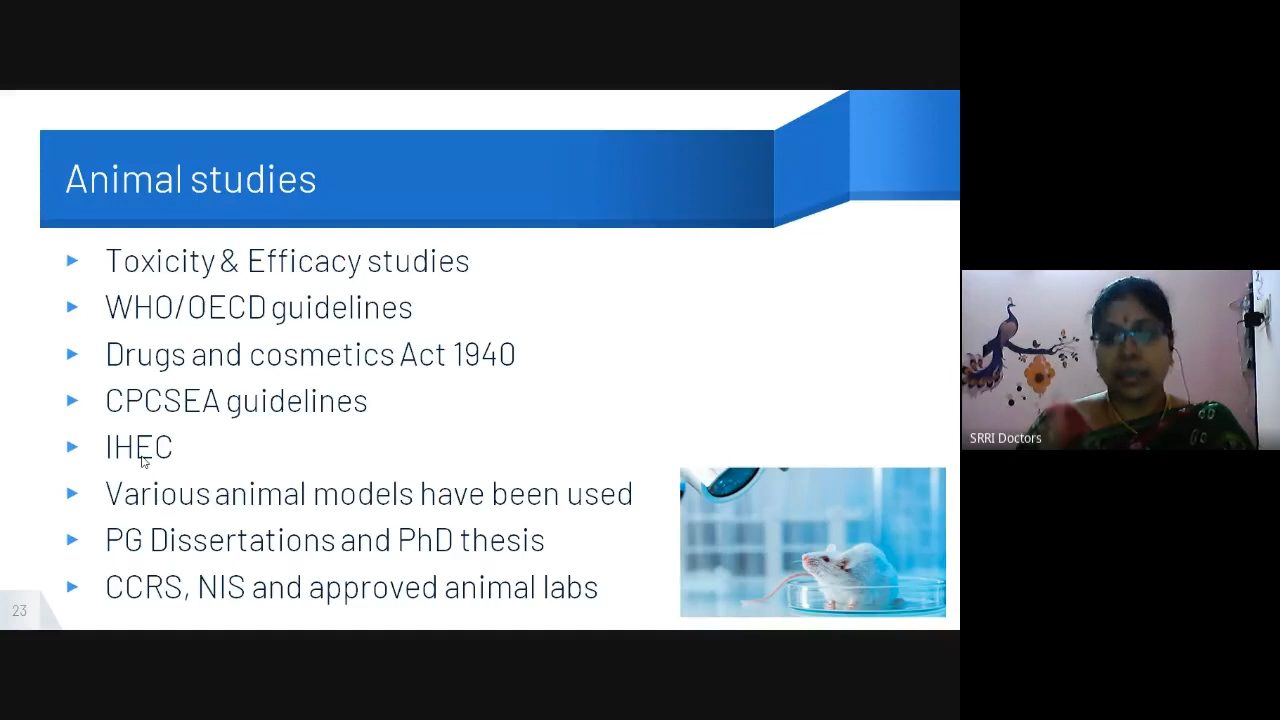 Animal studies
Toxicity & Efficacy studies
WHO/OECD guidelines
Drugs and cosmetics Act 1940
CPCSEA guidelines
IHEC
Various animal models have been used
PG Dissertations and PhD thesis
CCRS, NIS and approved animal labs
23
SRRI Doctors